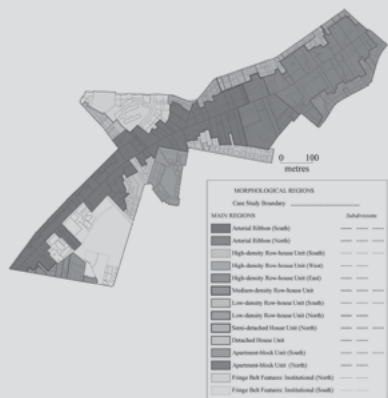 0 100
metres
MORPHOLOGICAL REGIONS
Case Study Boundary
MAIN REGIONS Subdivisions
Arterial Ribbon (South)
Arterial Ribbon (North)
High-density Row-house Unit (South)
High-density Row-house Unit (West)
High-density Row-house Unit (East)
Medium-density Row-house Unit
Low-density Row-house Unit (South)
Low-density Row-house Unit (North)
Semi-detached House Unit (North)
Detached House Unit
Apartment-block Unit (South)
Apartment-block Unit (North)
Fringe Belt Features: Institutional (North)
Fringe Belt Features: Institutional (South)